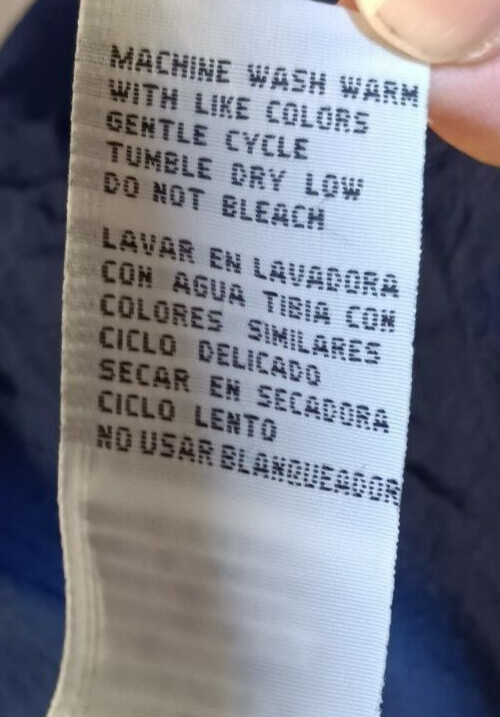 MACHINE WASH WARM
WITH LIKE COLORS
GENTLE CYCLE
TUMBLE DRY LOW
DO NOT BLEACH
LAVAR EN LAVADORA
CON AGUA TIBIA CON
COLORES SIMILARES
CICLO DELICADO
SECAR EN SECADORA
CICLO LENTO
NO USAR BLANQUEADOR